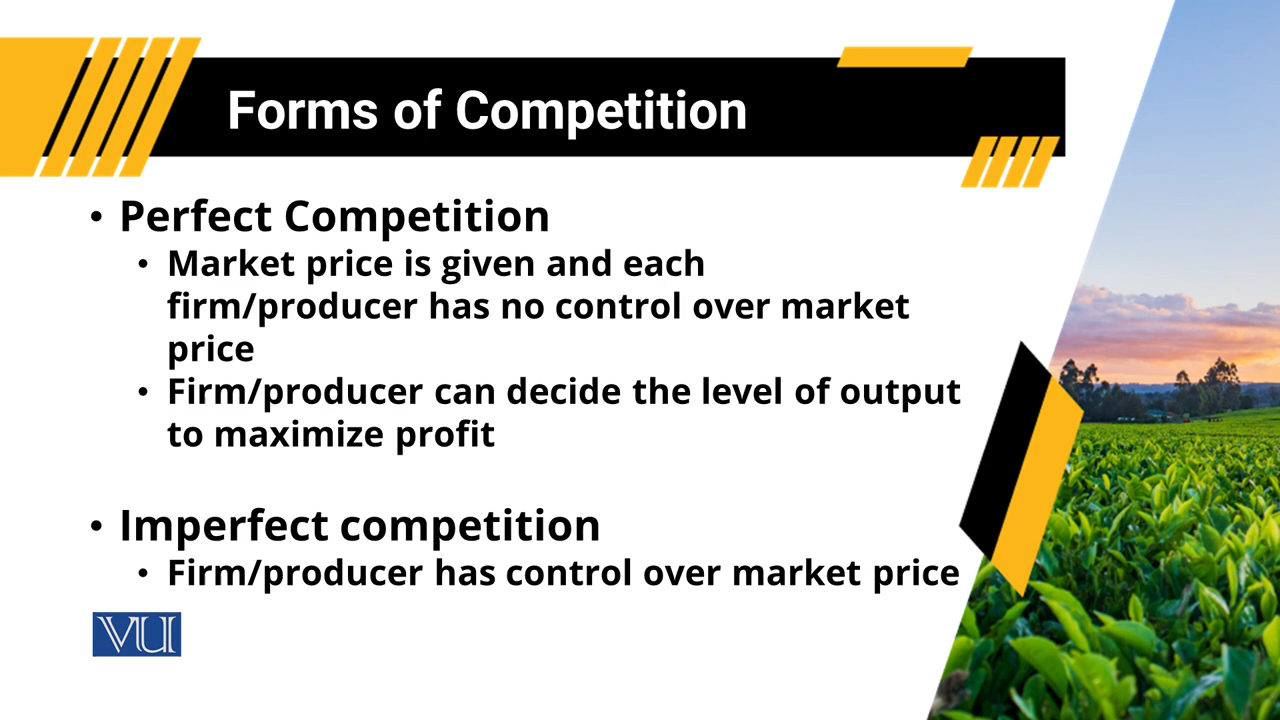 Forms of Competition
• Perfect Competition
• Market price is given and each
firm/producer has no control over market
price
• Firm/producer can decide the level of output
to maximize profit
• Imperfect competition
• Firm/producer has control over market price
VU